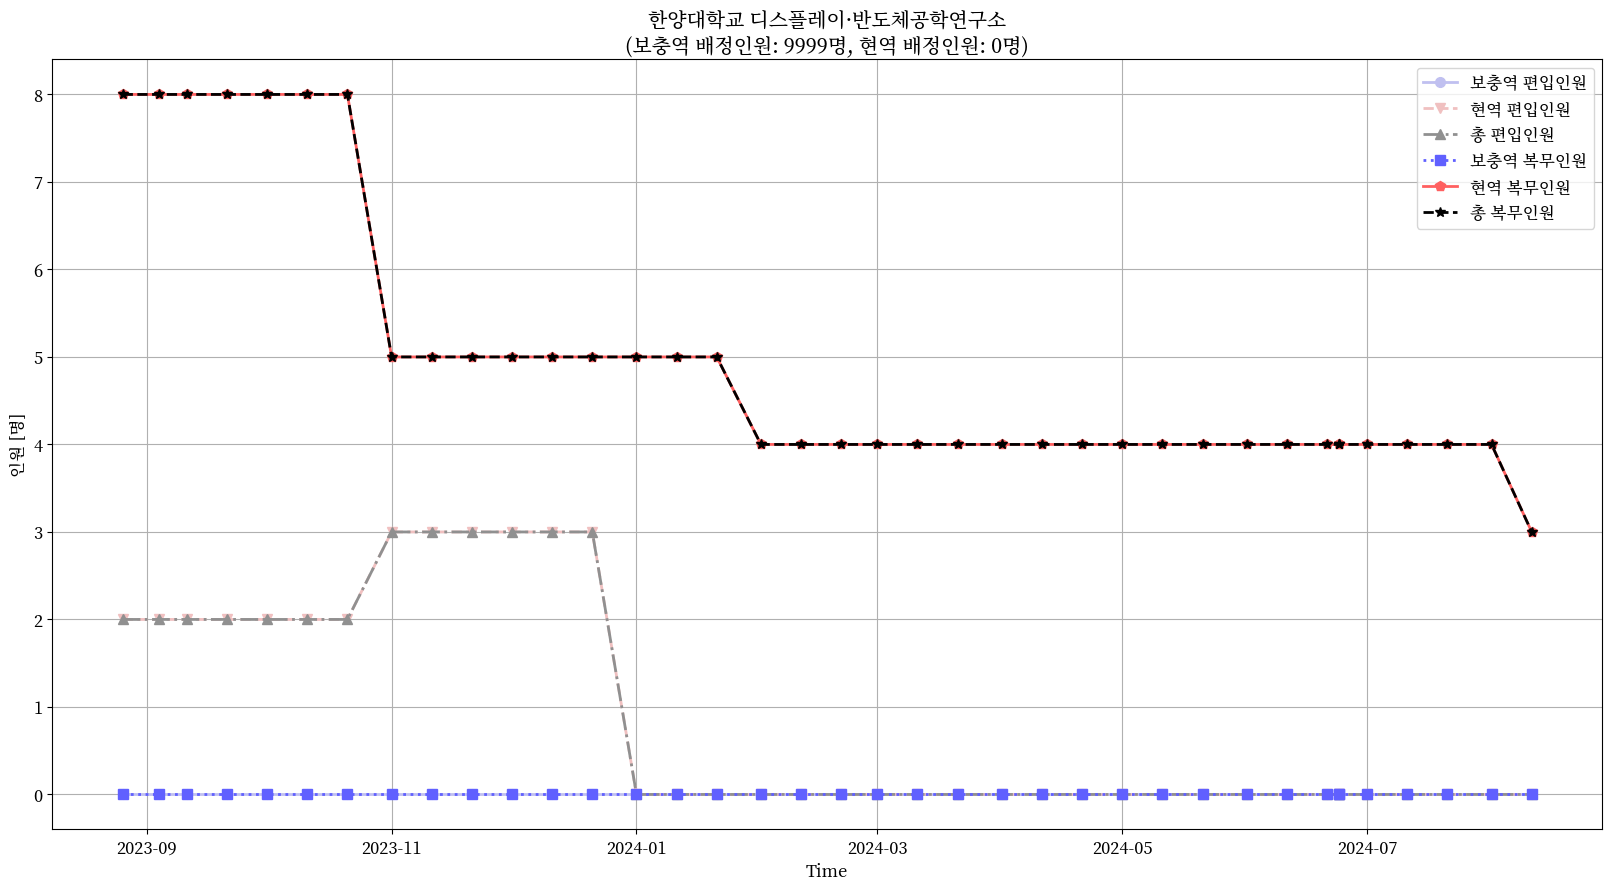 한양대학교 디스플레이·반도체공학연구소
(보충역 배정인원: 9999명, 현역 배정인원: 0명)
보충역 편입인원
현역 편입인원
총 편입인원
보충역 복무인원
현역 복무인원
총 복무인원
인원 [명]
8
7
6
5
4
3
2
1
0
2023-09
2023-11
2024-01
2024-03
2024-05
2024-07
Time